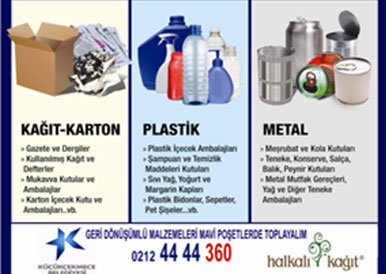 KAĞIT-KARTON
» Gazete ve Dergiler
» Kullanılmış Kağıt ve
Defterler
» Mukavva Kutular ve
Ambalajlar
» Karton İçecek Kutu ve
Ambalajları..vb.
PLASTİK
» Plastik İçecek Ambalajları
» Şampuan ve Temizlik
Maddeleri Kutuları
» Sıvı Yağ, Yoğurt ve
Margarin Kapları
» Plastik Bidonlar, Sepetler,
Pet Şişeler...vb.
METAL
» Meşrubat ve Kola Kutuları
» Teneke, Konserve, Salça,
Balık, Peynir Kutuları
» Metal Mutfak Gereçleri,
Yağ ve Diğer Teneke
Ambalajları
KÜÇÜKÇEKMECE
BELEDİYESİ
GERİ DÖNÜŞÜMLÜ MALZEMELERİ MAVİ POŞETLERDE TOPLAYALIM
0212 44 44 360
halkalı kağıt